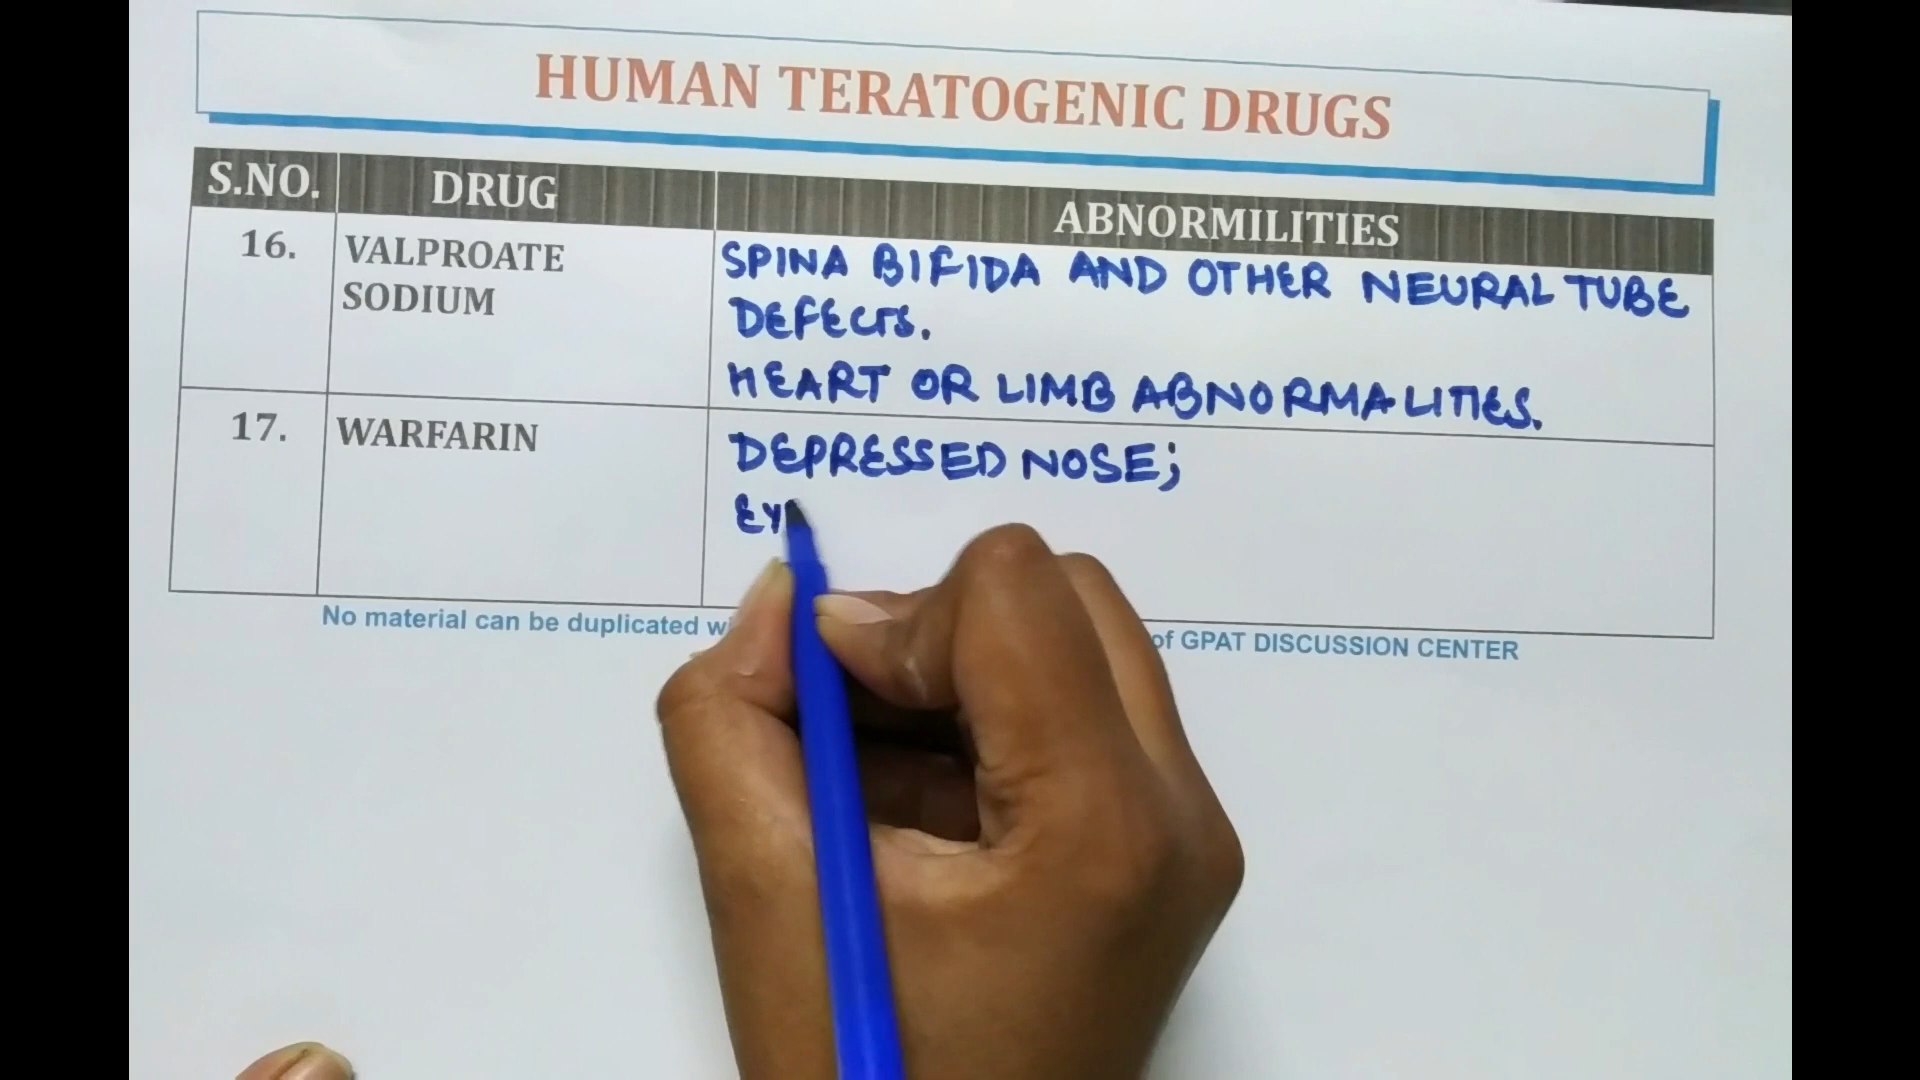 HUMAN TERATOGENIC DRUGS
S.NO. DRUG ABNORMILITIES
16. VALPROATE SODIUM
SPINA BIFIDA AND OTHER NEURAL TUBE
DEFECTS.
HEART OR LIMB ABNORMALITIES.
17. WARFARIN
DEPRESSED NOSE;
No material can be duplicated
of GPAT DISCUSSION CENTER